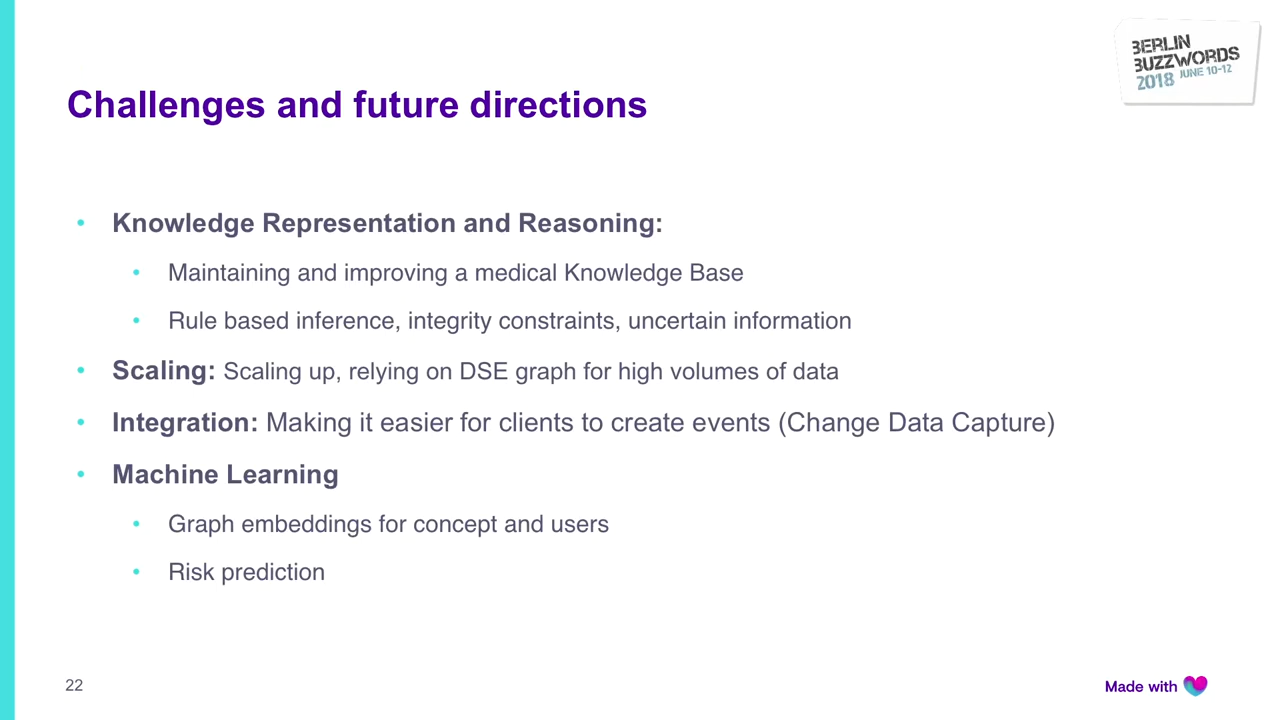 BERLIN
BUZZWORDS
2018 JUNE 10-12
Challenges and future directions
• Knowledge Representation and Reasoning:
• Maintaining and improving a medical Knowledge Base
• Rule based inference, integrity constraints, uncertain information
• Scaling: Scaling up, relying on DSE graph for high volumes of data
• Integration: Making it easier for clients to create events (Change Data Capture)
• Machine Learning
• Graph embeddings for concept and users
• Risk prediction
22
Made with